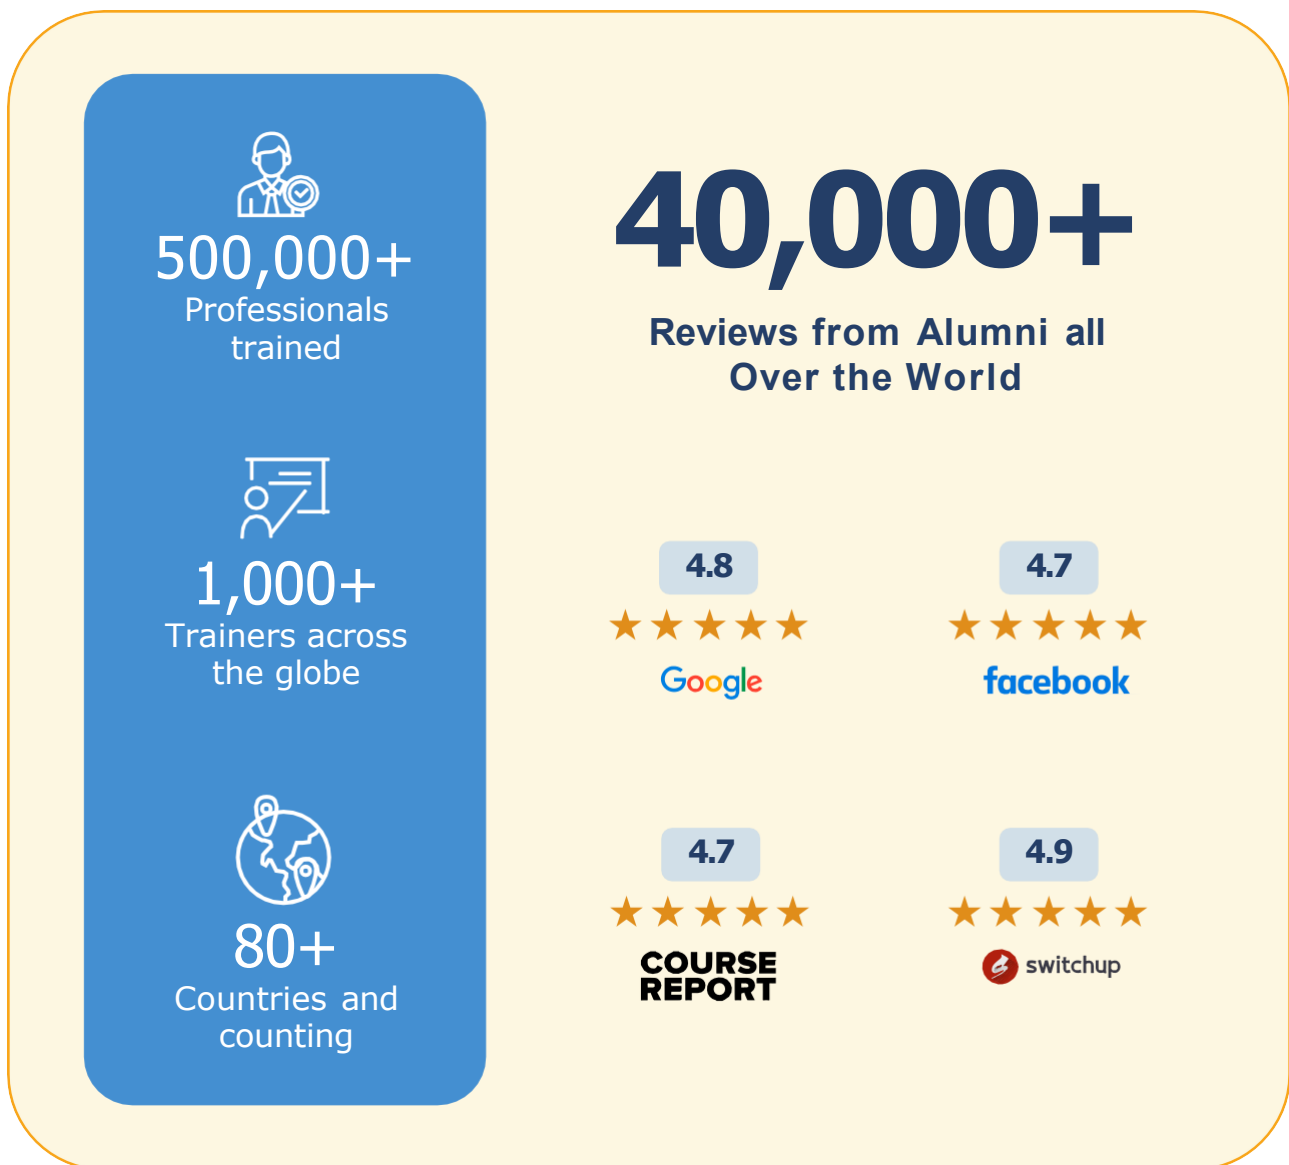 500,000+
Professionals
trained
1,000+
Trainers across
the globe
80+
Countries and
counting
40,000+
Reviews from Alumni all
Over the World
4.8
Google
4.7
facebook
4.7
COURSE
REPORT
4.9
switchup